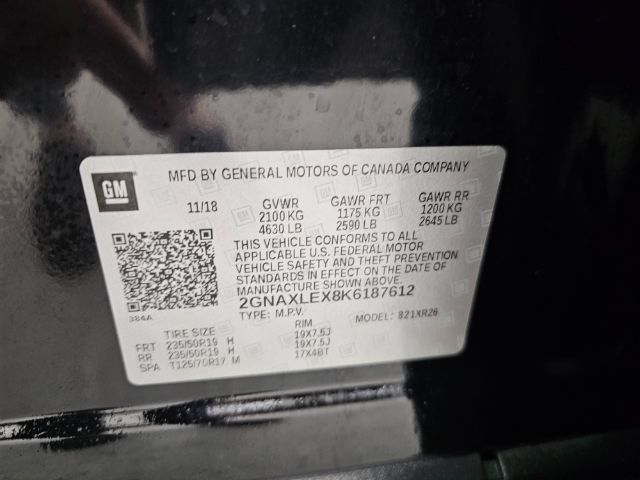 MFD BY GENERAL MOTORS OF CANADA COMPANY
GM
11/18 GVWR GAWR FRT GAWR RR
2100 KG 1175 KG 1200 KG
4630 LB 2590 LB 2645 LB
THIS VEHICLE CONFORMS TO ALL
APPLICABLE U.S. FEDERAL MOTOR
VEHICLE SAFETY AND THEFT PREVENTION
STANDARDS IN EFFECT ON THE DATE OF
MANUFACTURE SHOWN ABOVE.
2GNAXLEX8K6187612
384A
TYPE: M.P.V. MODEL: 821XR26
TIRE SIZE RIM
FRT 235/50R19 H 19X7.5J
RR 235/50R19 H 19X7.5J
SPA T125/70R17 M 17X4BT